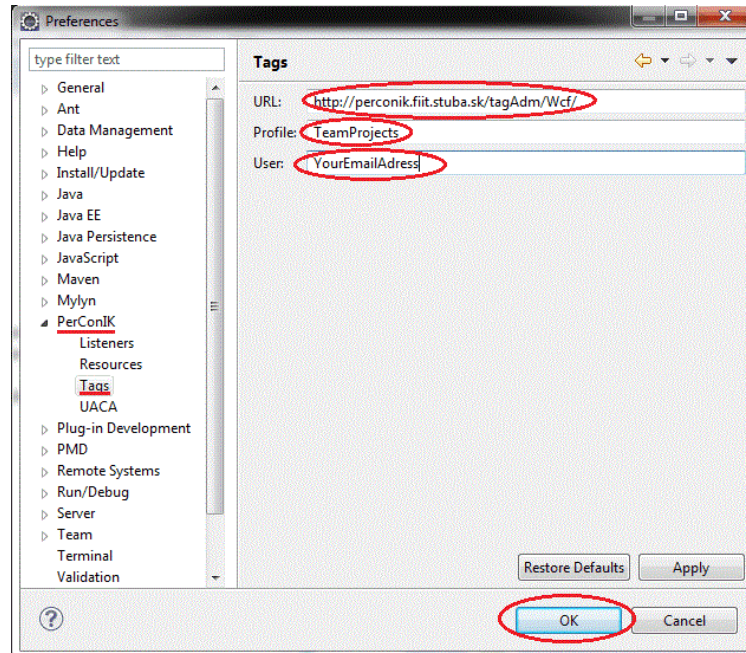 Preferences
type filter text
General
Ant
Data Management
Help
Install/Update
Java
Java EE
Java Persistence
JavaScript
Maven
Mylyn
PerConIK
Listeners
Resources
Tags
UACA
Plug-in Development
PMD
Remote Systems
Run/Debug
Server
Team
Terminal
Validation
Tags
URL: http://perconik.fiit.stuba.sk/tagAdm/Wcf/
Profile: TeamProjects
User: YourEmailAdress
Restore Defaults Apply
? OK Cancel